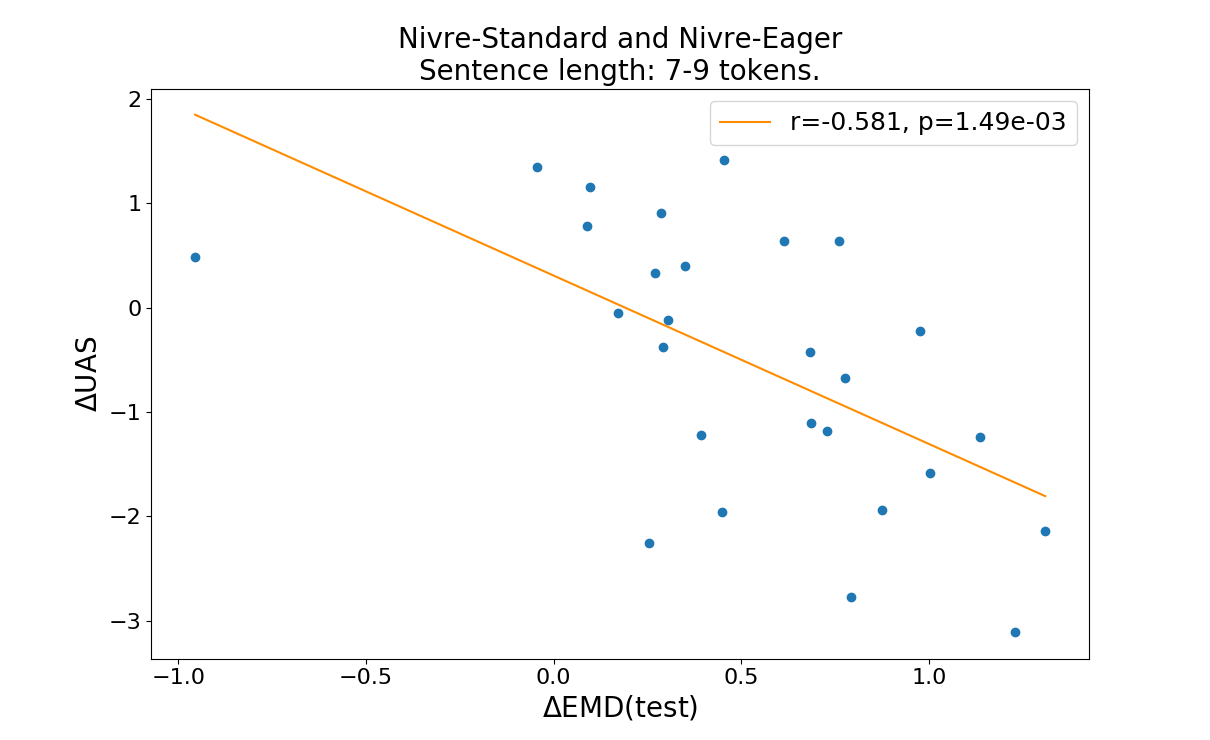 Nivre-Standard and Nivre-Eager
Sentence length: 7-9 tokens.
r=-0.581, p=1.49e-03
2
1
0
−1
−2
−3
ΔUAS
−1.0
−0.5
0.0
0.5
1.0
ΔEMD(test)